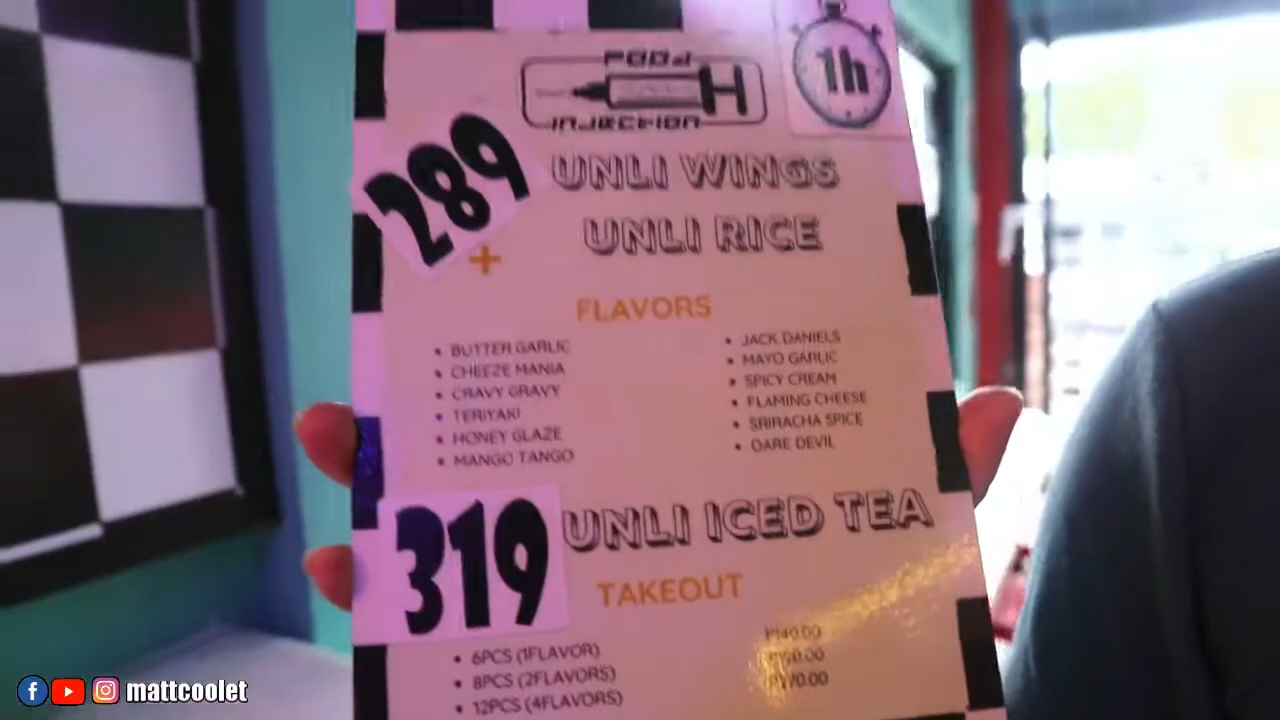 FOOD
INJECTION
1h
289
UNLI WINGS
+
UNLI RICE
FLAVORS
• BUTTER GARLIC
• CHEEZE MANIA
• CRAVY GRAVY
• TERIYAKI
• HONEY GLAZE
• MANGO TANGO
• JACK DANIELS
• MAYO GARLIC
• SPICY CREAM
• FLAMING CHEESE
• SRIRACHA SPICE
• DARE DEVIL
319
UNLI ICED TEA
TAKEOUT
• 6PCS (1FLAVOR)
• 8PCS (2FLAVORS)
• 12PCS (4FLAVORS)
P140.00
mattcoolet